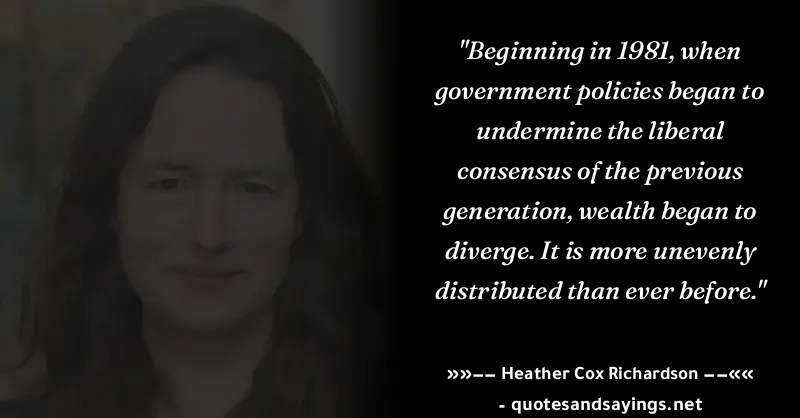 "Beginning in 1981, when
government policies began to
undermine the liberal
consensus of the previous
generation, wealth began to
diverge. It is more unevenly
distributed than ever before."
»»−− Heather Cox Richardson −−««
- quotesandsayings.net